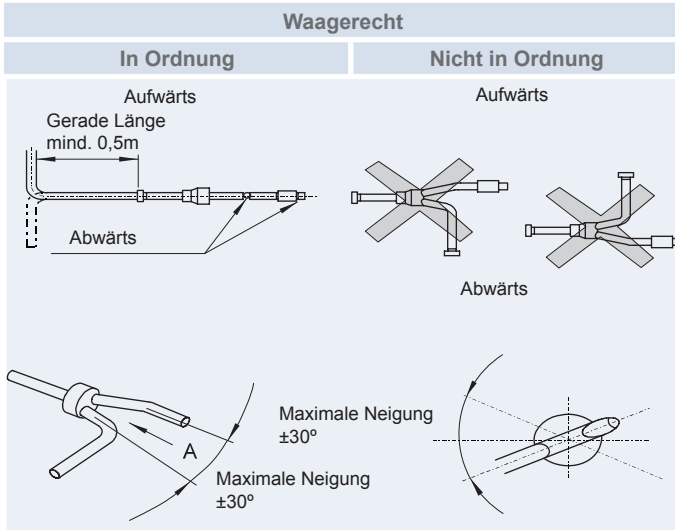 Waagerecht
In Ordnung
Nicht in Ordnung
Aufwärts
Aufwärts
Gerade Länge
mind. 0,5m
Abwärts
Abwärts
Maximale Neigung
±30º
A
Maximale Neigung
±30º